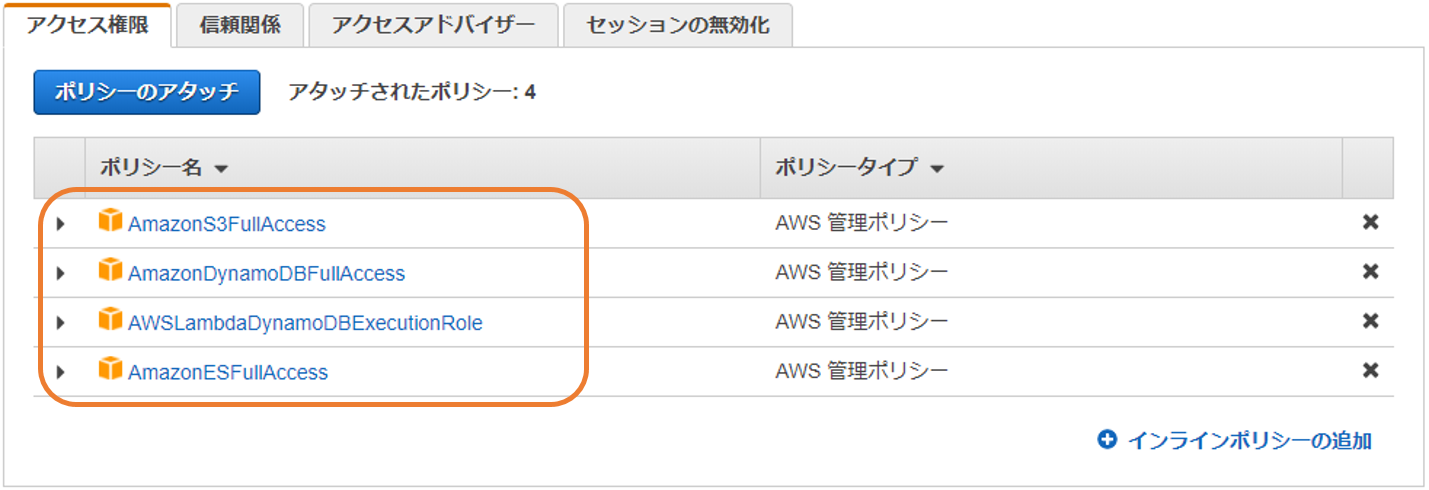 アクセス権限 信頼関係 アクセスアドバイザー セッションの無効化
ポリシーのアタッチ アタッチされたポリシー: 4
ポリシー名 ポリシータイプ
AmazonS3FullAccess AWS 管理ポリシー
AmazonDynamoDBFullAccess AWS 管理ポリシー
AWSLambdaDynamoDBExecutionRole AWS 管理ポリシー
AmazonESFullAccess AWS 管理ポリシー
インラインポリシーの追加